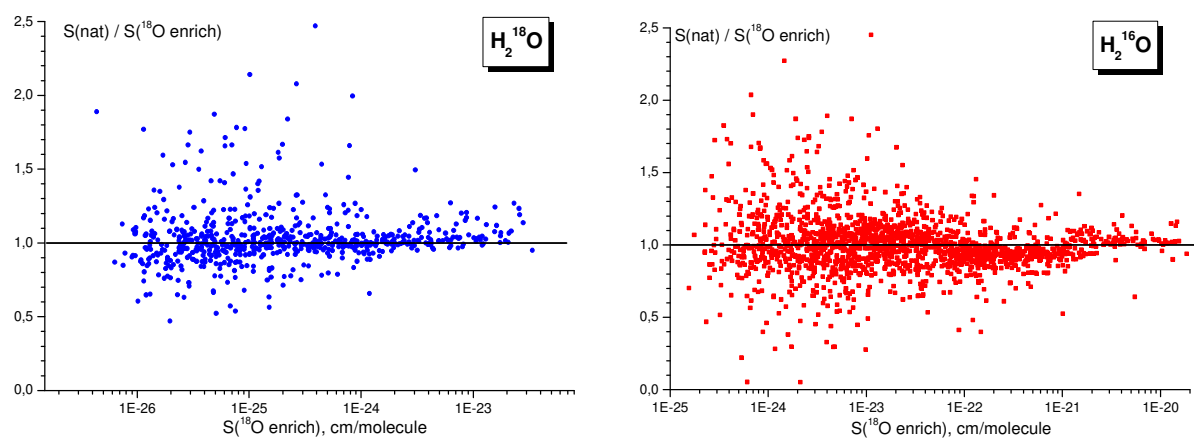 2,5
S(nat) / S(¹⁸O enrich)
H₂¹⁸O
2,0
1,5
1,0
0,5
0,0
1E-26 1E-25 1E-24 1E-23
S(¹⁸O enrich), cm/molecule
2,5
S(nat) / S(¹⁸O enrich)
H₂¹⁶O
2,0
1,5
1,0
0,5
0,0
1E-25 1E-24 1E-23 1E-22 1E-21 1E-20
S(¹⁸O enrich), cm/molecule